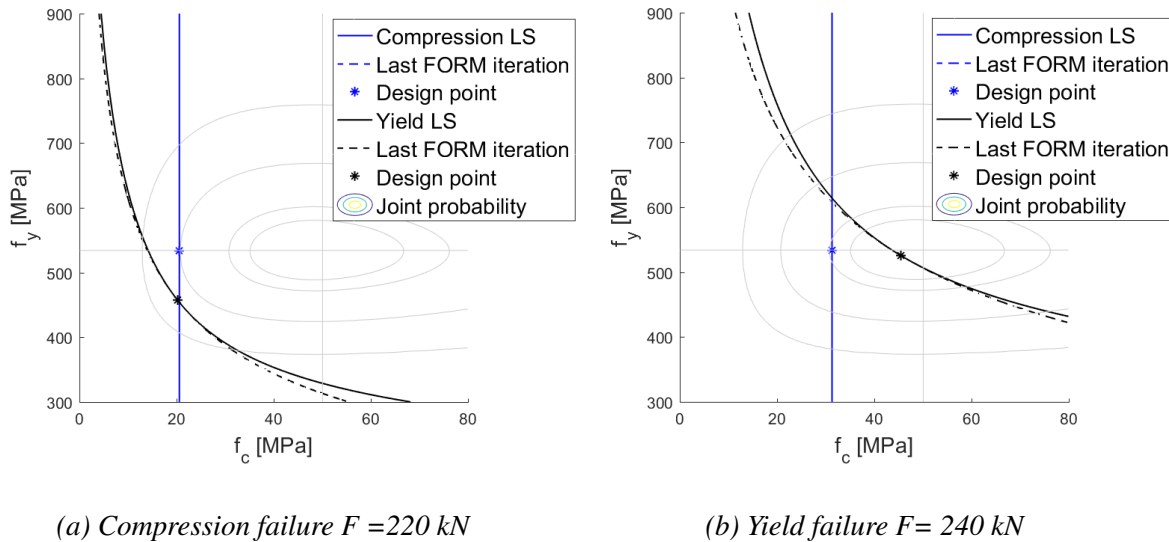 900
800
700
600
500
400
300
0
20
40
60
80
f_y [MPa]
f_c [MPa]
Compression LS
Last FORM iteration
Design point
Yield LS
Last FORM iteration
Design point
Joint probability
(a) Compression failure F =220 kN
900
800
700
600
500
400
300
0
20
40
60
80
f_y [MPa]
f_c [MPa]
Compression LS
Last FORM iteration
Design point
Yield LS
Last FORM iteration
Design point
Joint probability
(b) Yield failure F= 240 kN